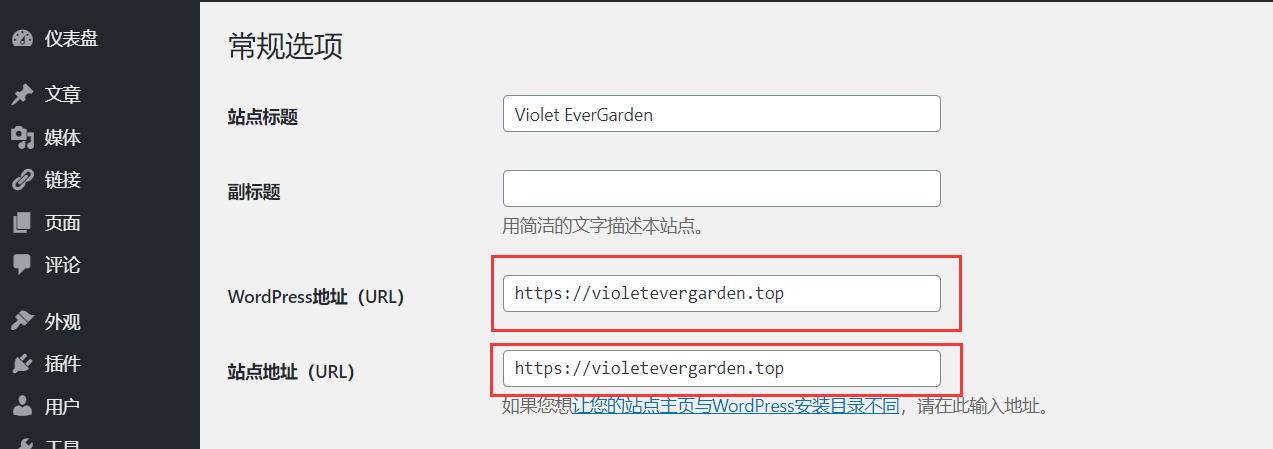 仪表盘
文章
媒体
链接
页面
评论
外观
插件
用户
工具
常规选项
站点标题
Violet EverGarden
副标题
用简洁的文字描述本站点。
WordPress地址（URL）
https://violetevergarden.top
站点地址（URL）
https://violetevergarden.top
如果您想让您的站点主页与WordPress安装目录不同，请在此输入地址。